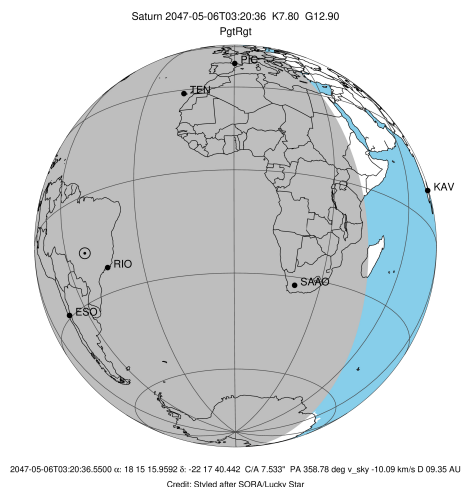 Saturn 2047-05-06T03:20:36 K7.80 G12.90
PgtRgt
PIC
TEN
KAV
RIO
SAAO
ESO
2047-05-06T03:20:36.5500 α: 18 15 15.9592 δ: -22 17 40.442 C/A 7.533" PA 358.78 deg v_sky -10.09 km/s D 09.35 AU
Credit: Styled after SORA/Lucky Star